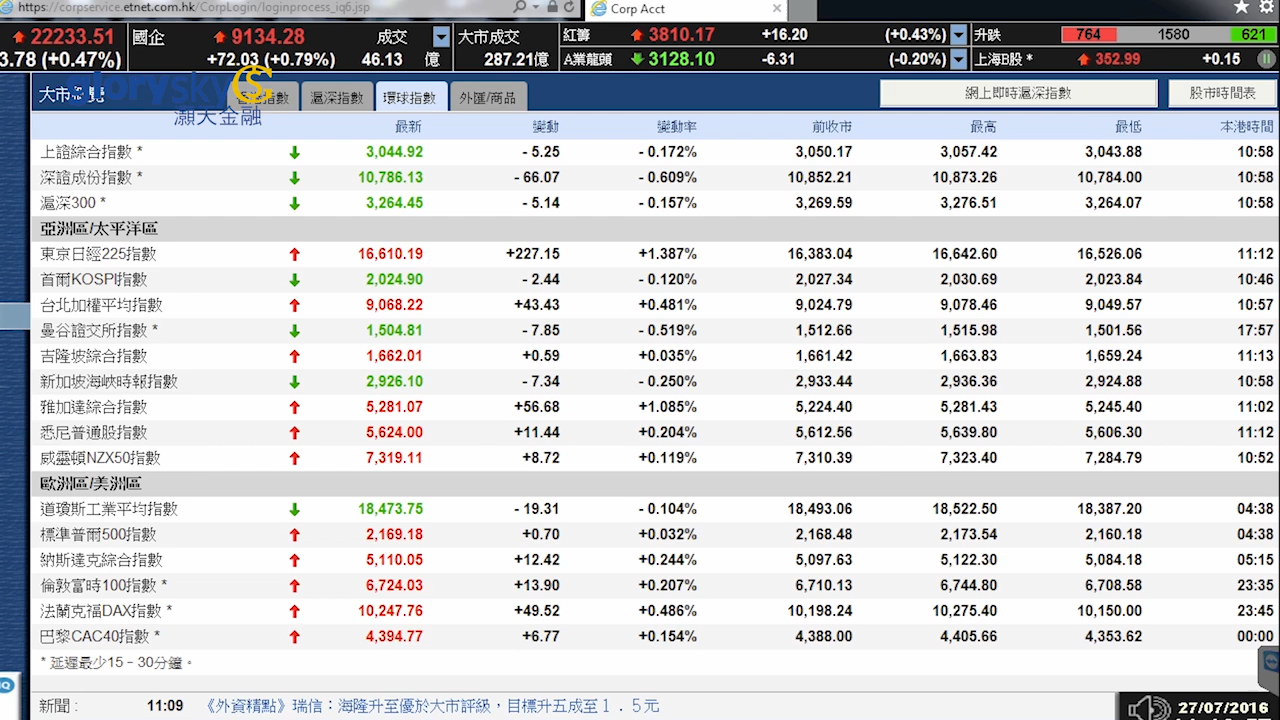 https://corpservice.etnet.com.hk/CorpLogin/loginprocess_iq6.jsp Corp Acct
22233.51 國企 9134.28 成交 大市成交 紅籌 3810.17 +16.20 (+0.43%) 升跌 764 1580 621
3.78 (+0.47%) +72.03 (+0.79%) 46.13 億 287.21億 A業龍頭 3128.10 -6.31 (-0.20%) 上海B股 * 352.99 +0.15
大市 glorysky 指數 滬深指數 環球指數 外匯/商品 網上即時滬深指數 股市時間表
灝天金融
最新 變動 變動率 前收市 最高 最低 本港時間
上證綜合指數 * 3,044.92 - 5.25 - 0.172% 3,050.17 3,057.42 3,043.88 10:58
深證成份指數 * 10,786.13 - 66.07 - 0.609% 10,852.21 10,873.26 10,784.00 10:58
滬深300 * 3,264.45 - 5.14 - 0.157% 3,269.59 3,276.51 3,264.07 10:58
亞洲區/太平洋區
東京日經225指數 16,610.19 +227.15 +1.387% 16,383.04 16,642.60 16,526.06 11:12
首爾KOSPI指數 2,024.90 - 2.44 - 0.120% 2,027.34 2,030.69 2,023.84 10:46
台北加權平均指數 9,068.22 +43.43 +0.481% 9,024.79 9,078.46 9,049.57 10:57
曼谷證交所指數 * 1,504.81 - 7.85 - 0.519% 1,512.66 1,515.98 1,501.58 17:57
吉隆坡綜合指數 1,662.01 +0.59 +0.035% 1,661.42 1,663.83 1,659.24 11:13
新加坡海峽時報指數 2,926.10 - 7.34 - 0.250% 2,933.44 2,936.36 2,924.88 10:58
雅加達綜合指數 5,281.07 +56.68 +1.085% 5,224.40 5,281.43 5,245.40 11:02
悉尼普通股指數 5,624.00 +11.44 +0.204% 5,612.56 5,639.80 5,606.30 11:12
威靈頓NZX50指數 7,319.11 +8.72 +0.119% 7,310.39 7,323.40 7,284.79 10:52
歐洲區/美洲區
道瓊斯工業平均指數 18,473.75 - 19.31 - 0.104% 18,493.06 18,522.50 18,387.20 04:38
標準普爾500指數 2,169.18 +0.70 +0.032% 2,168.48 2,173.54 2,160.18 04:38
納斯達克綜合指數 5,110.05 +12.42 +0.244% 5,097.63 5,122.30 5,084.18 05:15
倫敦富時100指數 * 6,724.03 +13.90 +0.207% 6,710.13 6,744.80 6,708.58 23:35
法蘭克福DAX指數 * 10,247.76 +49.52 +0.486% 10,198.24 10,275.40 10,150.00 23:45
巴黎CAC40指數 * 4,394.77 +6.77 +0.154% 4,388.00 4,405.66 4,353.62 00:00
* 延遲最少15 - 30分鐘
新聞 : 11:09 《外資精點》瑞信：海隆升至優於大市評級，目標升五成至１．５元
27/07/2016